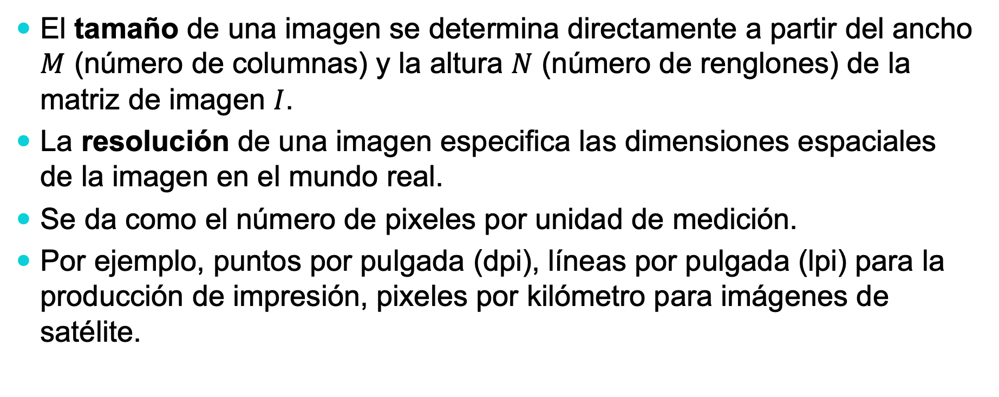 • El tamaño de una imagen se determina directamente a partir del ancho
M (número de columnas) y la altura N (número de renglones) de la
matriz de imagen I.
• La resolución de una imagen especifica las dimensiones espaciales
de la imagen en el mundo real.
• Se da como el número de pixeles por unidad de medición.
• Por ejemplo, puntos por pulgada (dpi), líneas por pulgada (lpi) para la
producción de impresión, pixeles por kilómetro para imágenes de
satélite.